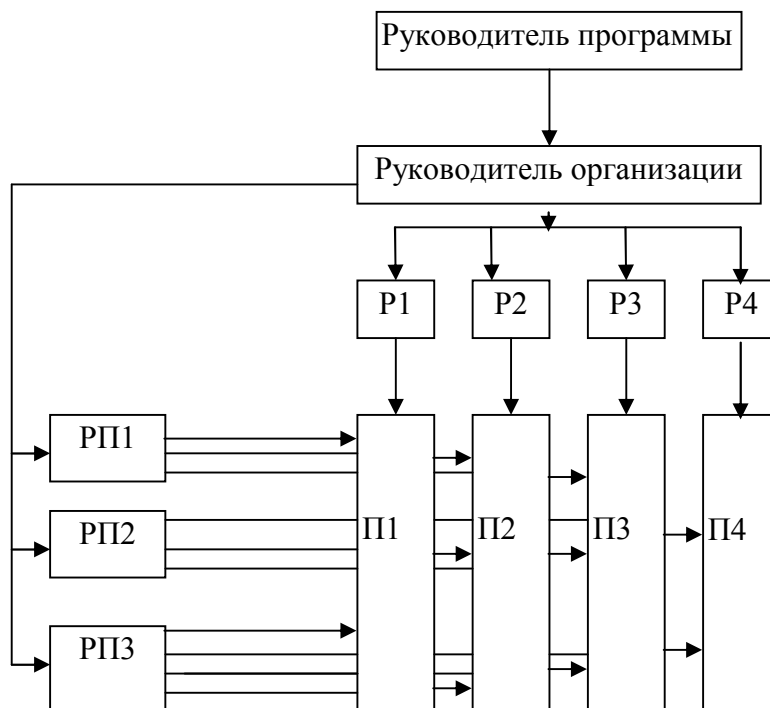 Руководитель программы
Руководитель организации
Р1 Р2 Р3 Р4
РП1
РП2 П1 П2 П3 П4
РП3